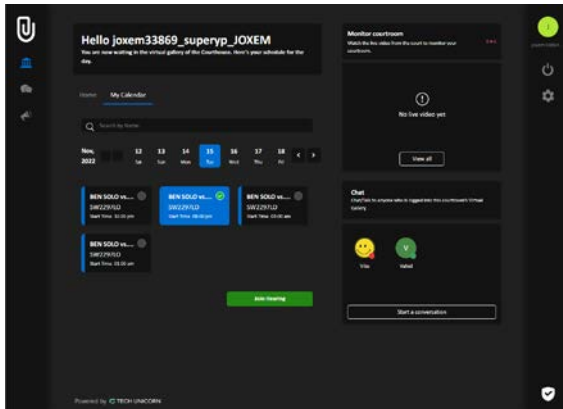 Hello joxem33869_superyp_JOXEM
You are now waiting in the virtual gallery of the Courthouse. Here's your schedule for the day.
Home My Calendar
Search by Name
Nov, 2022
12 13 14 15 16 17 18
Sat Sun Mon Tue Wed Thu Fri
BEN SOLO vs....
SW2297LD
BEN SOLO vs....
SW2297LD
BEN SOLO vs....
SW2297LD
BEN SOLO vs....
SW2297LD
Join Hearing
Powered by TECH UNICORN
Monitor courtroom
Watch the live video from the court to monitor your courtroom.
No live video yet
View all
Chat
Chat/Talk to anyone who is logged into this courtroom's Virtual Gallery.
V
Vahid
Start a conversation